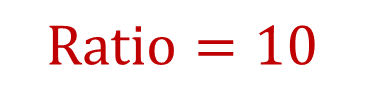 Ratio = 10